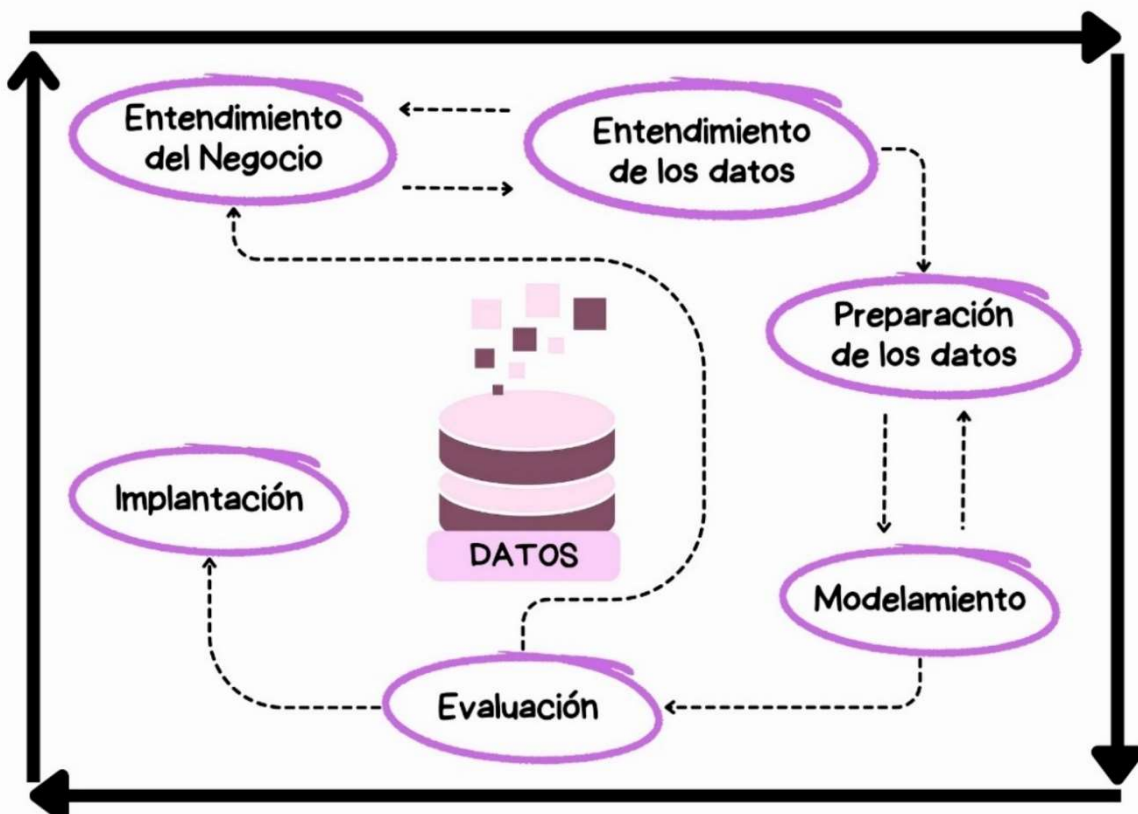 Entendimiento
del Negocio
Entendimiento
de los datos
Preparación
de los datos
Implantación
DATOS
Modelamiento
Evaluación